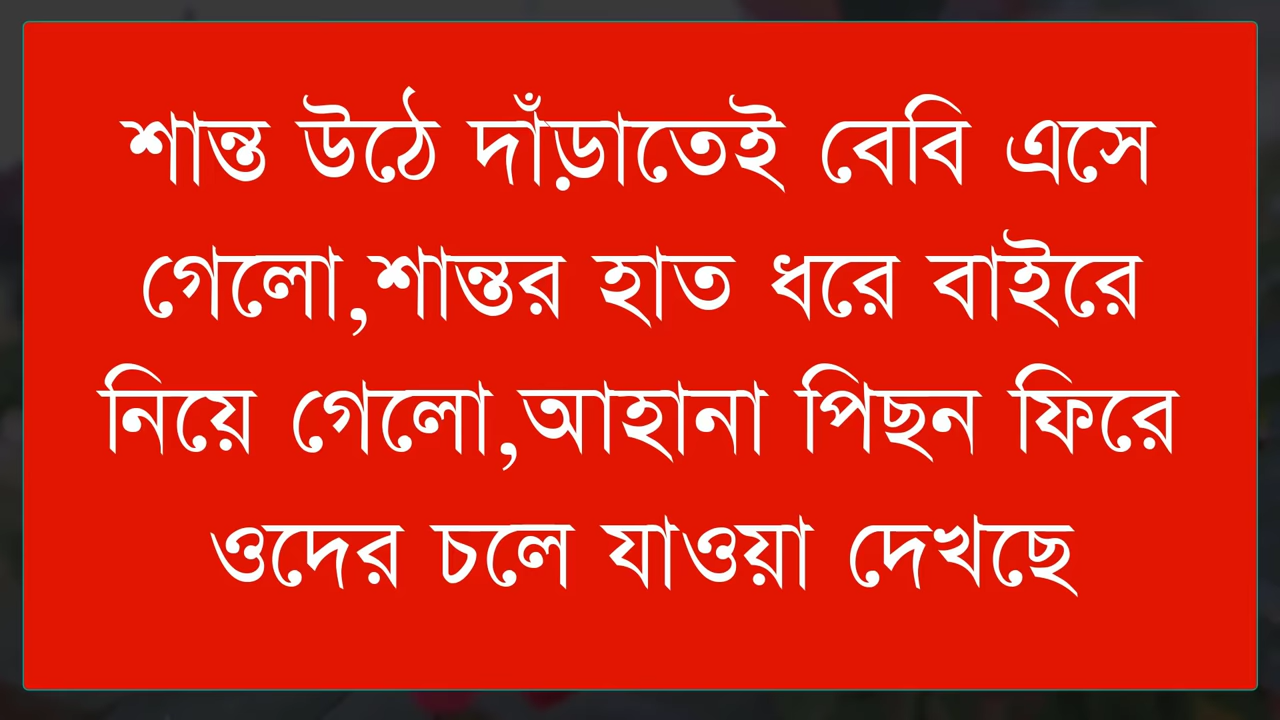 শান্ত উঠে দাঁড়াতেই বেবি এসে
গেলো,শান্তর হাত ধরে বাইরে
নিয়ে গেলো,আহানা পিছন ফিরে
ওদের চলে যাওয়া দেখছে